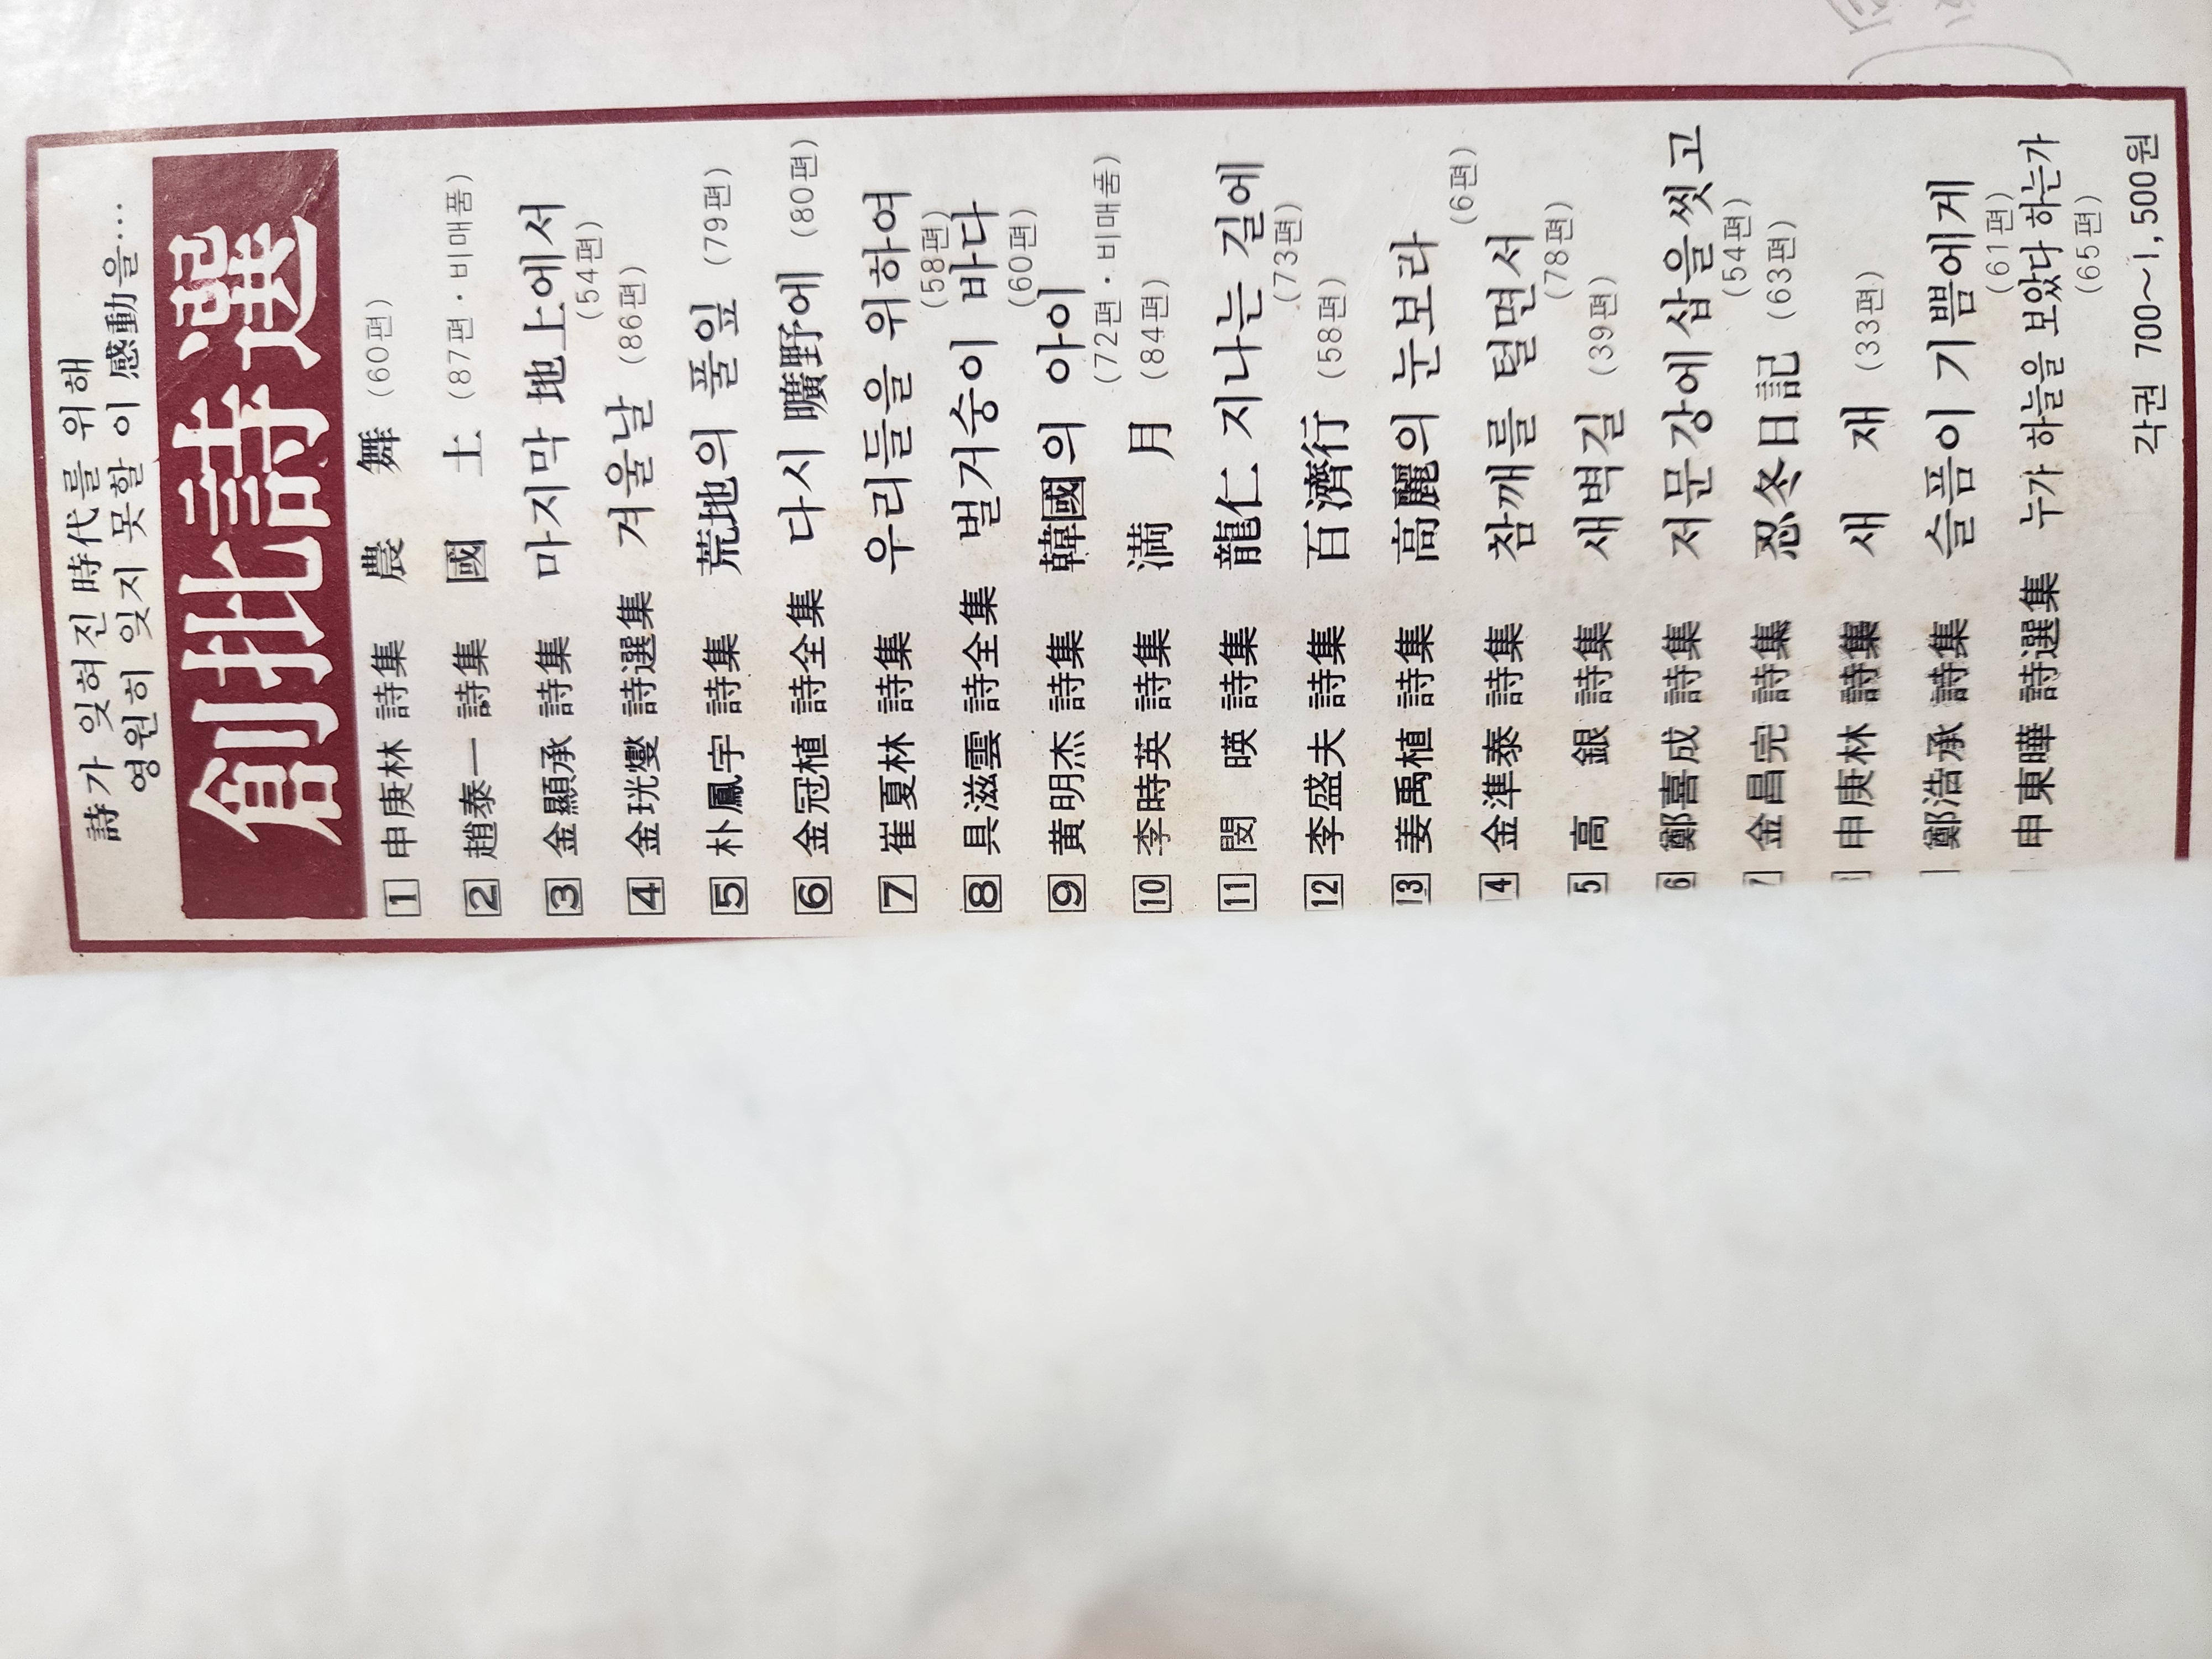 詩가 잊혀진 時代를 위해
영원히 잊지 못할 이 感動을…
創批詩選
1 申庚林 詩集 農舞 (60편)
2 趙泰一 詩集 國土 (87편·비매품)
3 金顯承 詩集 마지막 地上에서
(54편)
4 金珖燮 詩選集 겨울날 (86편)
5 朴鳳宇 詩集 荒地의 풀잎 (79편)
6 金冠植 詩全集 다시 曠野에 (80편)
7 崔夏林 詩集 우리들을 위하여
(58편)
8 具滋雲 詩全集 벌거숭이 바다
(60편)
9 黄明杰 詩集 韓國의 아이
(72편·비매품)
10 李時英 詩集 満月 (84편)
11 閔暎 詩集 龍仁 지나는 길에
(73편)
12 李盛夫 詩集 百濟行 (58편)
13 姜禹植 詩集 高麗의 눈보라
(6편)
14 金準泰 詩集 참깨를 털면서
(78편)
5 高銀 詩集 새벽길 (39편)
6 鄭喜成 詩集 저문 강에 삽을 씻고
(54편)
7 金昌完 詩集 忍冬日記 (63편)
申庚林 詩集 새재 (33편)
鄭浩承 詩集 슬픔이 기쁨에게
(61편)
申東曄 詩選集 누가 하늘을 보았다 하는가
(65편)
각권 700~1,500원